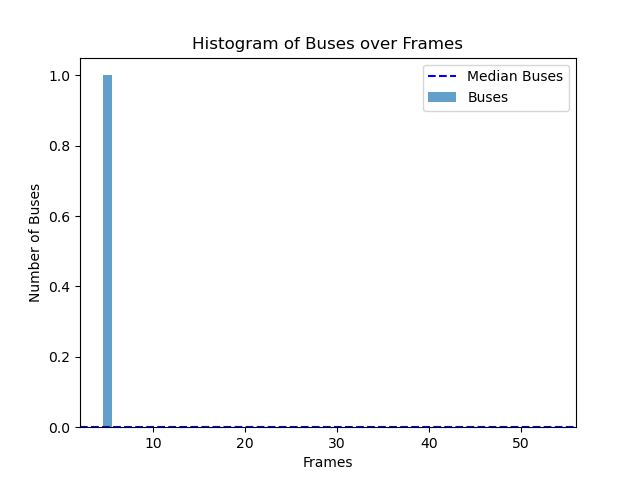 Histogram of Buses over Frames
Median Buses
Buses
Number of Buses
1.0
0.8
0.6
0.4
0.2
0.0
10 20 30 40 50
Frames